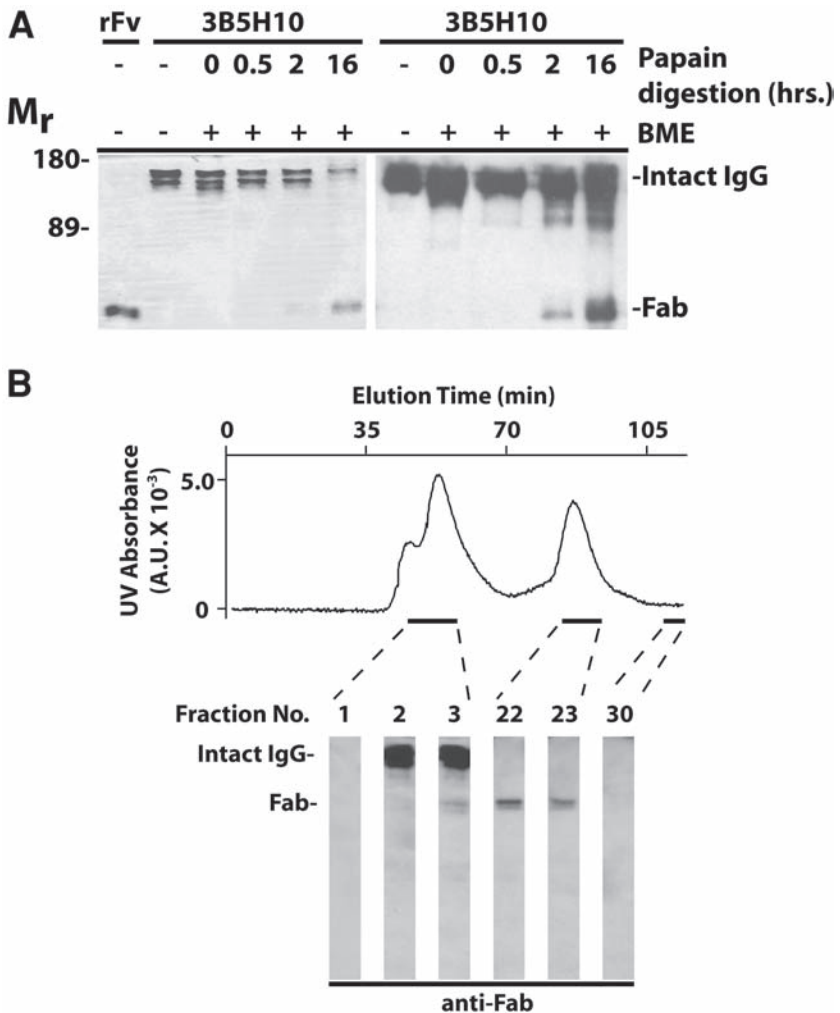 A
rFv 3B5H10 3B5H10
- - 0 0.5 2 16 - 0 0.5 2 16 Papain
digestion (hrs.)
Mr
- - + + + + - + + + + BME
180-
-Intact IgG
89-
-Fab
B
Elution Time (min)
0 35 70 105
UV Absorbance
(A.U. X 10-3)
5.0
0
Fraction No. 1 2 3 22 23 30
Intact IgG-
Fab-
anti-Fab